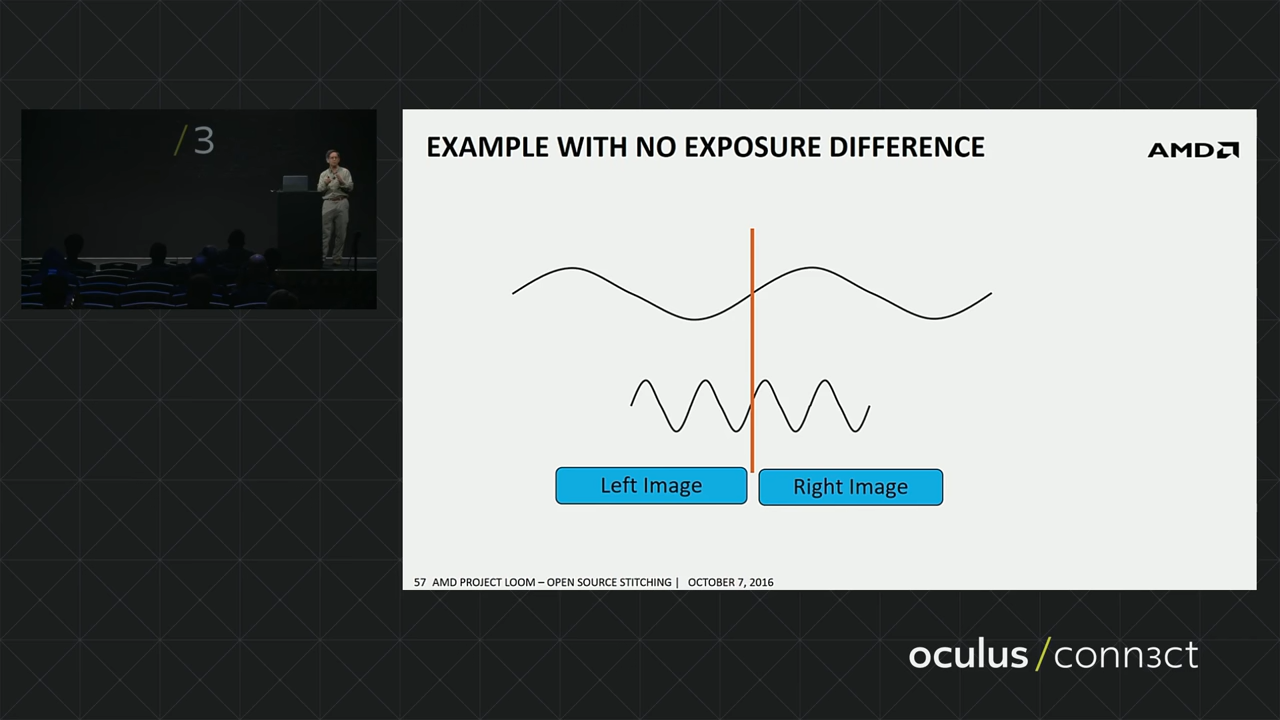 /3
EXAMPLE WITH NO EXPOSURE DIFFERENCE
AMD
Left Image
Right Image
57 AMD PROJECT LOOM – OPEN SOURCE STITCHING | OCTOBER 7, 2016
oculus /conn3ct